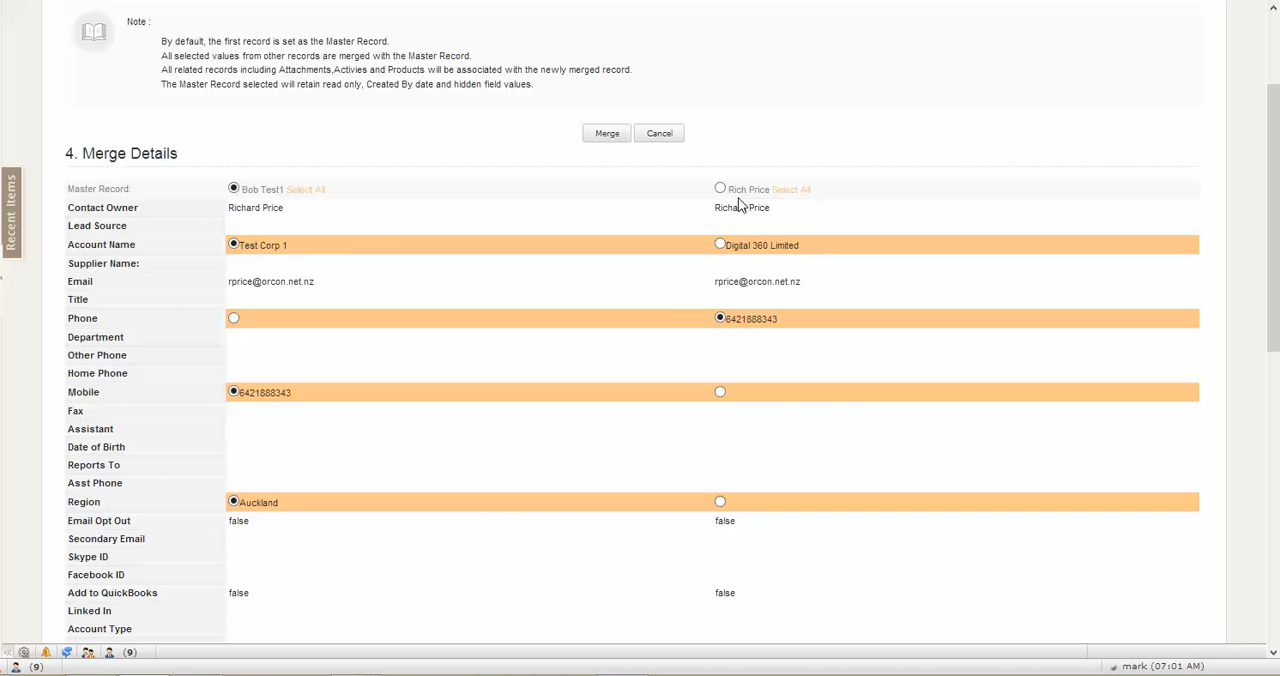 Note :
By default, the first record is set as the Master Record.
All selected values from other records are merged with the Master Record.
All related records including Attachments,Activies and Products will be associated with the newly merged record.
The Master Record selected will retain read only, Created By date and hidden field values.
Merge Cancel
4. Merge Details
Recent items
Master Record: Bob Test1 Select All Rich Price Select All
Contact Owner Richard Price Richard Price
Lead Source
Account Name Test Corp 1 Digital 360 Limited
Supplier Name:
Email rprice@orcon.net.nz rprice@orcon.net.nz
Title
Phone 6421888343
Department
Other Phone
Home Phone
Mobile 6421888343
Fax
Assistant
Date of Birth
Reports To
Asst Phone
Region Auckland
Email Opt Out false false
Secondary Email
Skype ID
Facebook ID
Add to QuickBooks false false
Linked In
Account Type
(9)
(9) mark (07:01 AM)